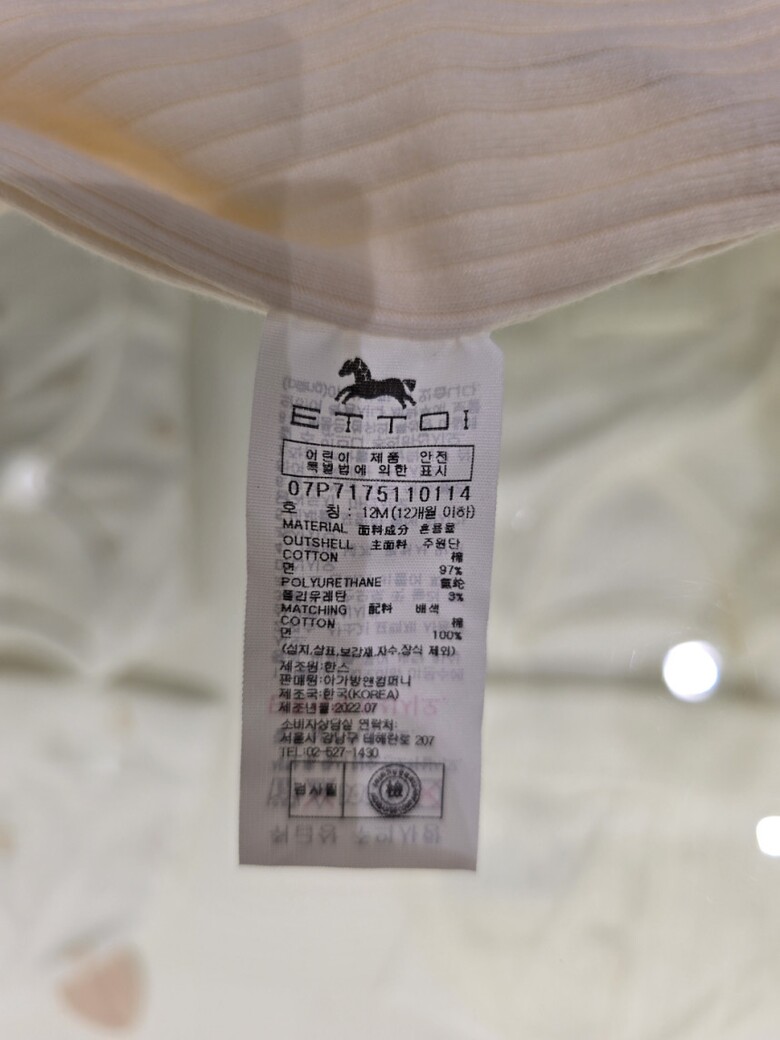 ETTOI
어린이 제품 안전
특별법에 의한 표시
07P7175110114
호 칭 : 12M (12개월 이하)
MATERIAL 面料成分 혼용률
OUTSHELL 主面料 주원단
COTTON 棉
면 97%
POLYURETHANE 氨纶
폴리우레탄 3%
MATCHING 配料 배색
COTTON 棉
면 100%
(심지,상표,보강재,자수,장식 제외)
제조원:한스
판매원:아가방앤컴퍼니
제조국:한국(KOREA)
제조년월:2022.07
소비자상담실 연락처:
서울시 강남구 테헤란로 207
TEL:02-527-1430
검사필